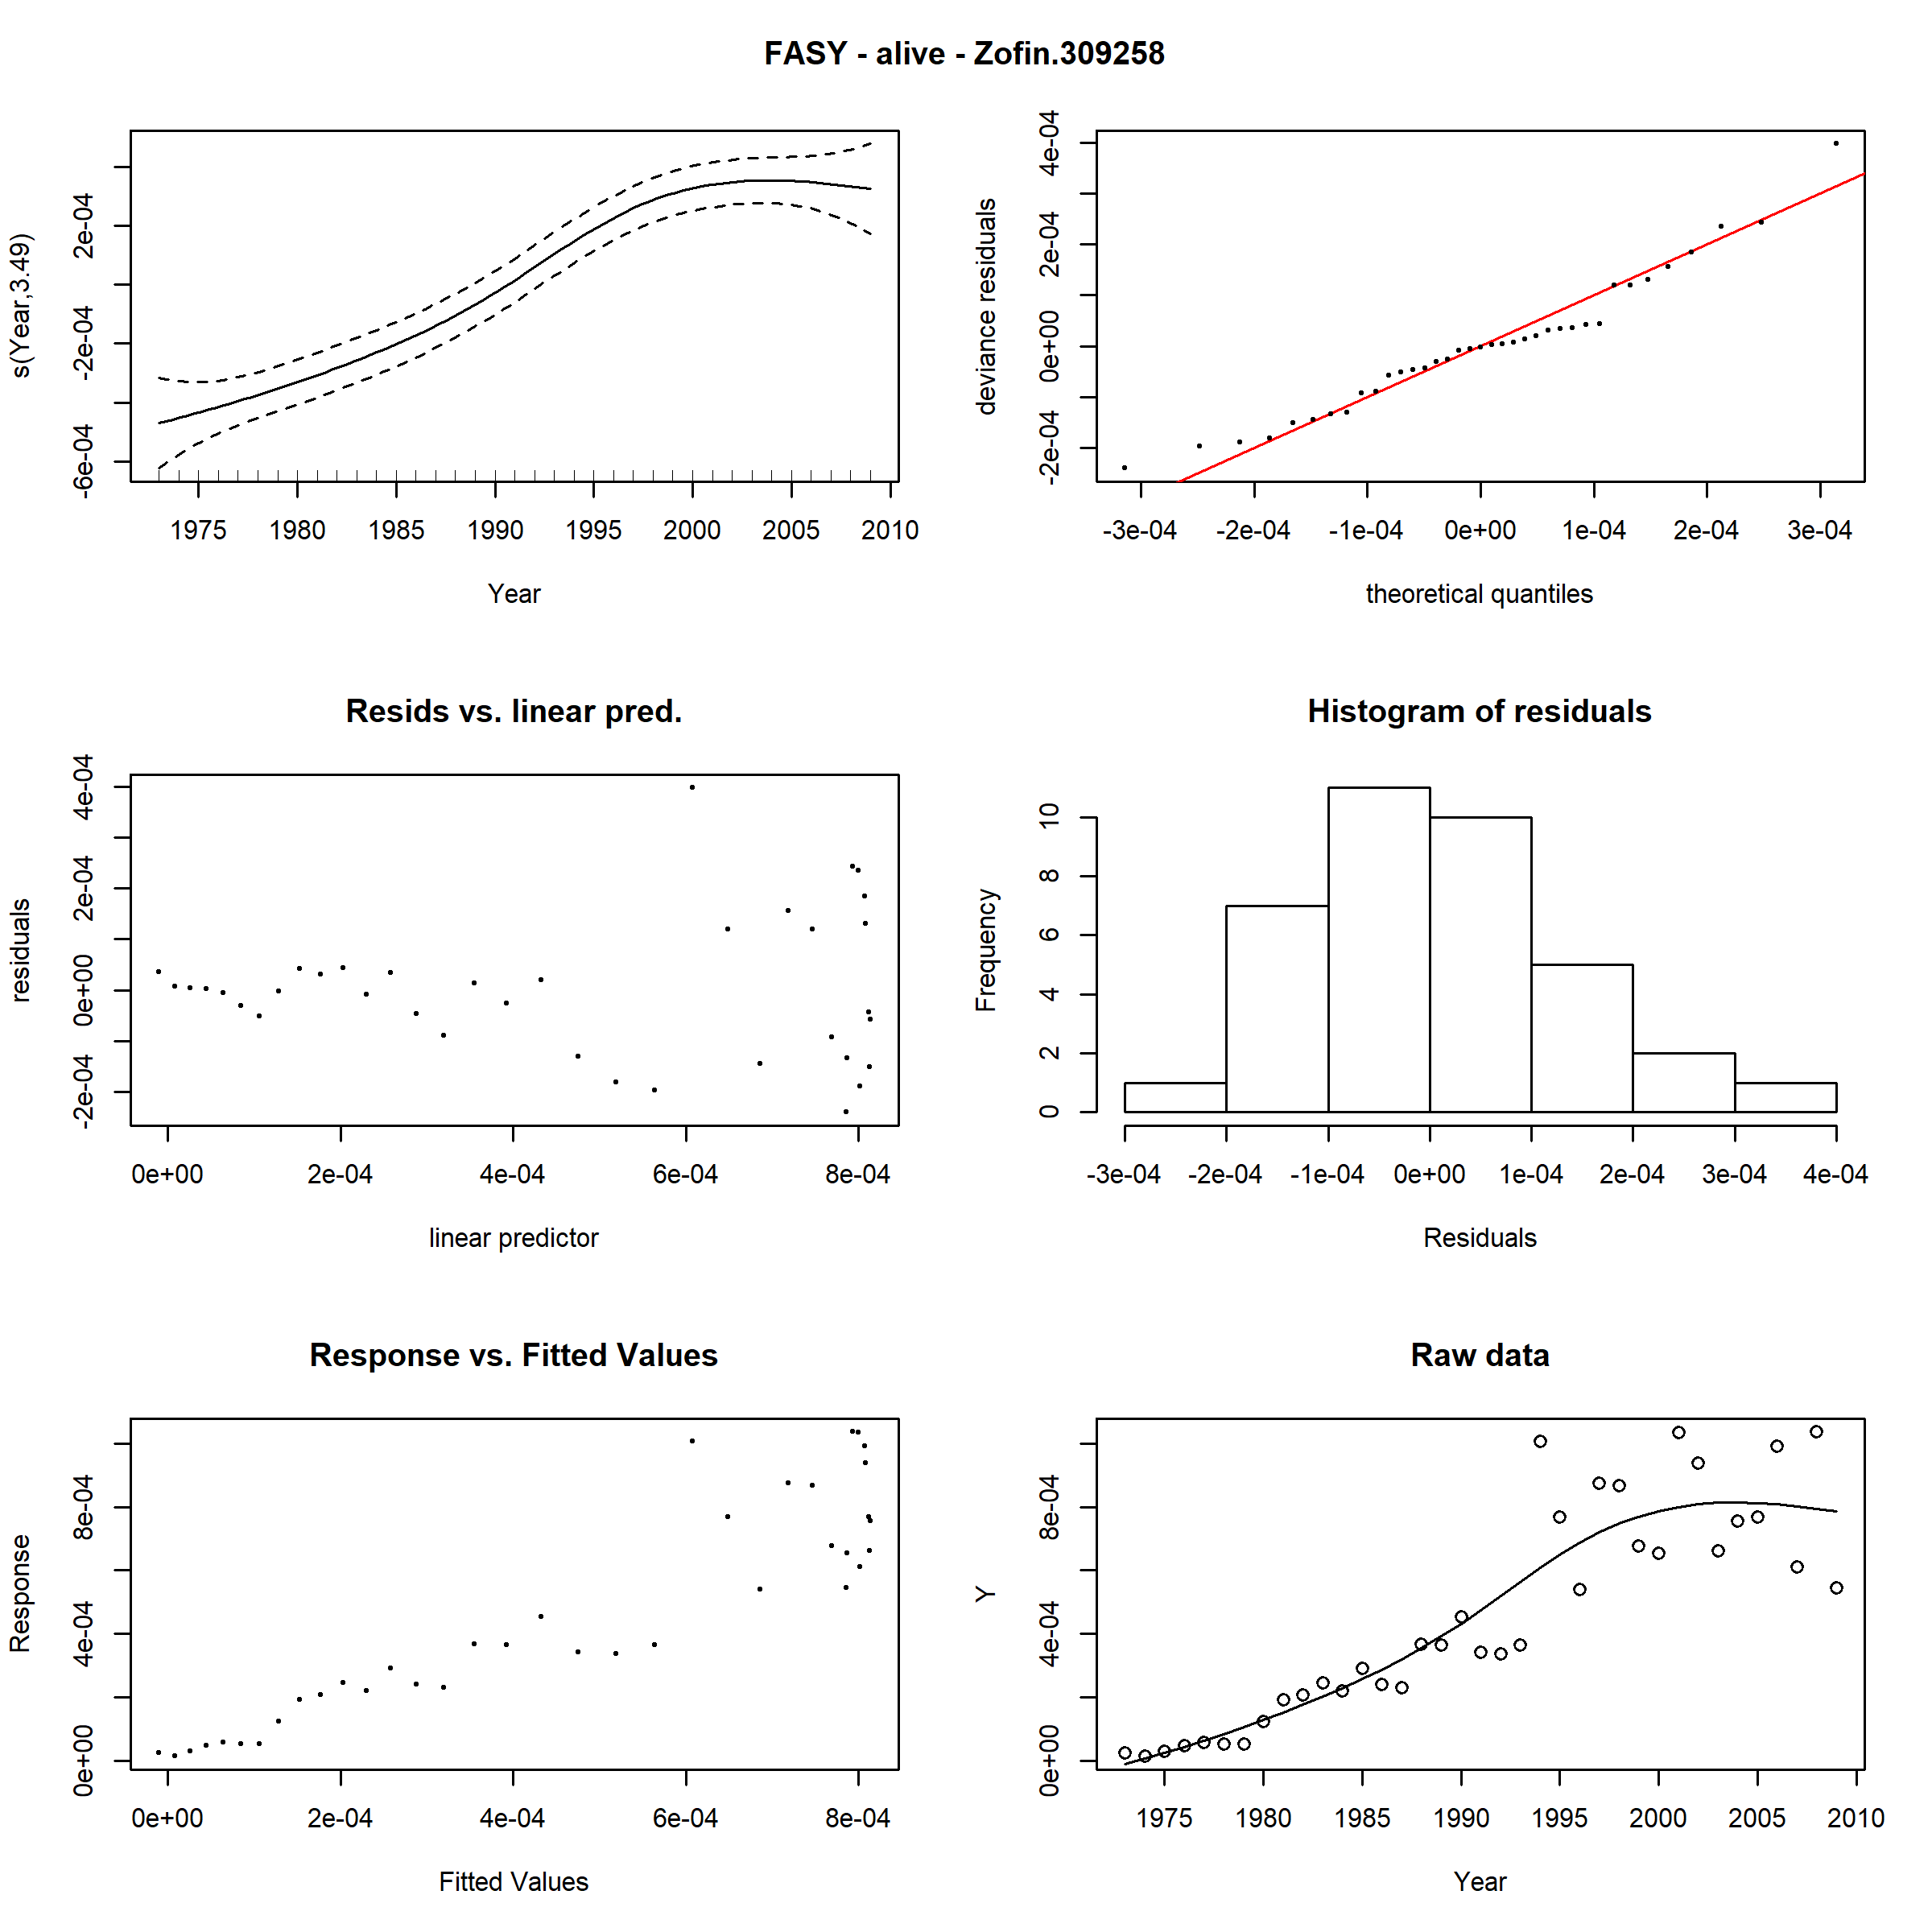 FASY - alive - Zofin.309258
s(Year,3.49)
-6e-04 -2e-04 2e-04
1975 1980 1985 1990 1995 2000 2005 2010
Year
deviance residuals
-2e-04 0e+00 2e-04 4e-04
-3e-04 -2e-04 -1e-04 0e+00 1e-04 2e-04 3e-04
theoretical quantiles
Resids vs. linear pred.
residuals
-2e-04 0e+00 2e-04 4e-04
0e+00 2e-04 4e-04 6e-04 8e-04
linear predictor
Histogram of residuals
Frequency
0 2 4 6 8 10
-3e-04 -2e-04 -1e-04 0e+00 1e-04 2e-04 3e-04 4e-04
Residuals
Response vs. Fitted Values
Response
0e+00 4e-04 8e-04
0e+00 2e-04 4e-04 6e-04 8e-04
Fitted Values
Raw data
Y
0e+00 4e-04 8e-04
1975 1980 1985 1990 1995 2000 2005 2010
Year